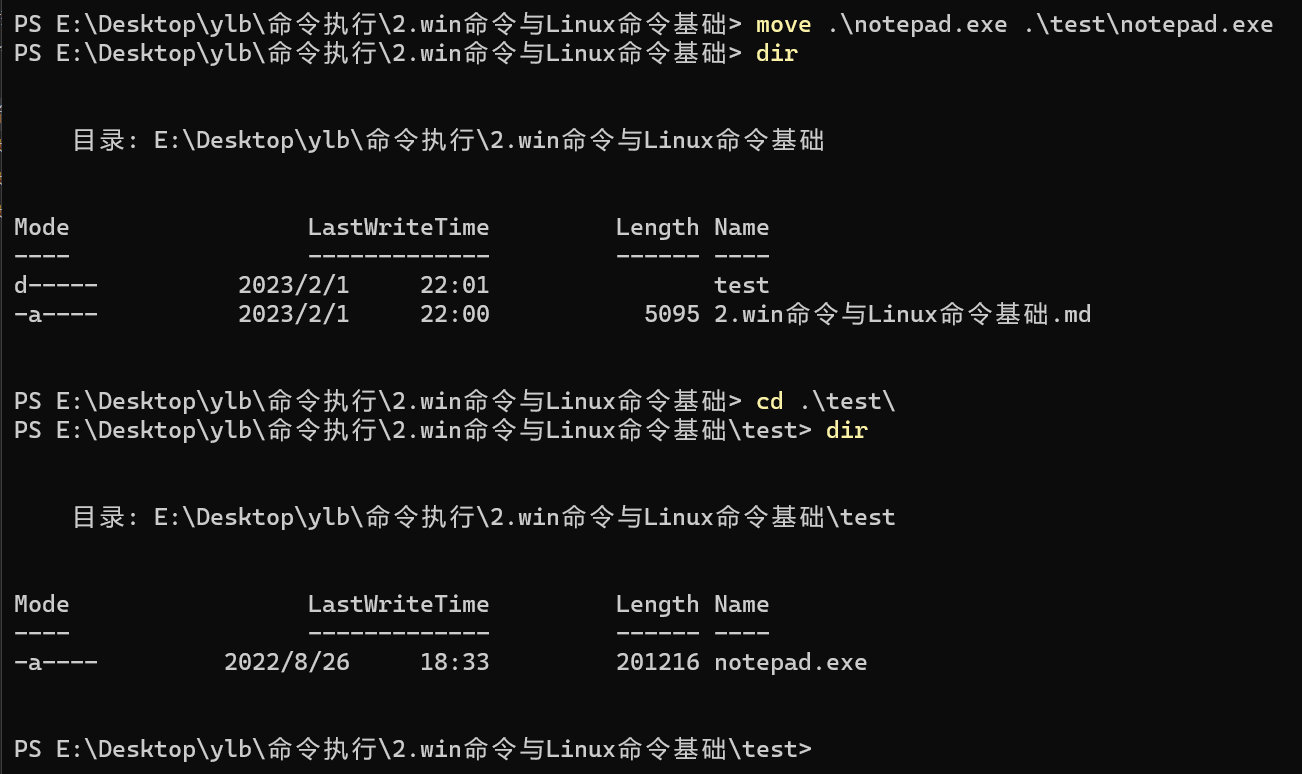 PS E:\Desktop\ylb\命令执行\2.win命令与Linux命令基础> move .\notepad.exe .\test\notepad.exe
PS E:\Desktop\ylb\命令执行\2.win命令与Linux命令基础> dir
目录: E:\Desktop\ylb\命令执行\2.win命令与Linux命令基础
Mode                 LastWriteTime         Length Name
----                 -------------         ------ ----
d-----          2023/2/1     22:01                test
-a----          2023/2/1     22:00           5095 2.win命令与Linux命令基础.md
PS E:\Desktop\ylb\命令执行\2.win命令与Linux命令基础> cd .\test\
PS E:\Desktop\ylb\命令执行\2.win命令与Linux命令基础\test> dir
目录: E:\Desktop\ylb\命令执行\2.win命令与Linux命令基础\test
Mode                 LastWriteTime         Length Name
----                 -------------         ------ ----
-a----         2022/8/26     18:33         201216 notepad.exe
PS E:\Desktop\ylb\命令执行\2.win命令与Linux命令基础\test>